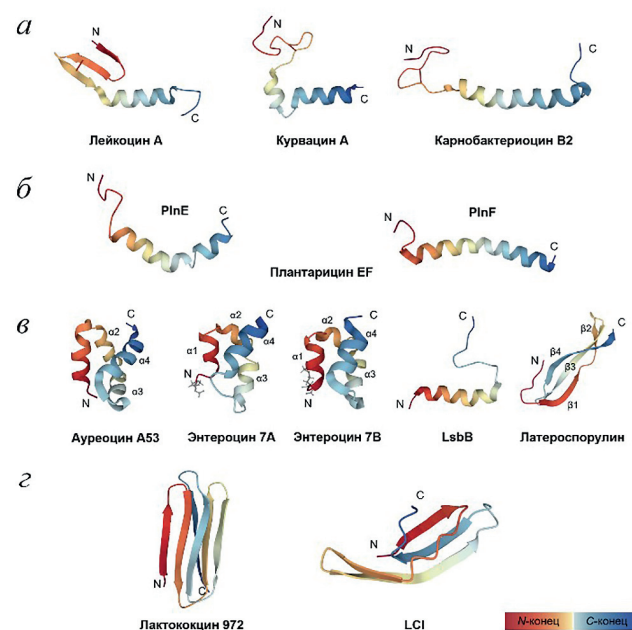 а
N
C
Лейкоцин А
N
C
Курвацин А
N
C
Карнобактериоцин В2
б
N
PlnE
C
N
PlnF
C
Плантарицин EF
в
α2
C
α4
α3
N
Ауреоцин А53
α2
C
α1
α4
N
α3
Энтероцин 7А
α2
C
α1
α4
N
α3
Энтероцин 7В
C
N
LsbB
β2
C
β4
N
β3
β1
Латероспорулин
г
N
C
Лактококцин 972
C
N
LCI
N-конец C-конец